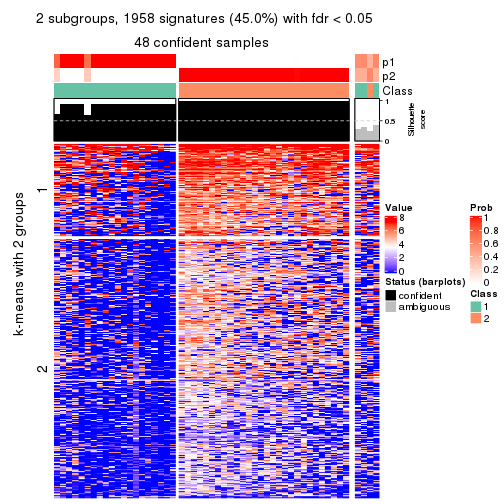 2 subgroups, 1958 signatures (45.0%) with fdr < 0.05
48 confident samples
p1
p2
Class
1
0.5
0
Silhouette
score
k-means with 2 groups
1
2
Value
8
6
4
2
0
Status (barplots)
confident
ambiguous
Prob
1
0.8
0.6
0.4
0.2
0
Class
1
2